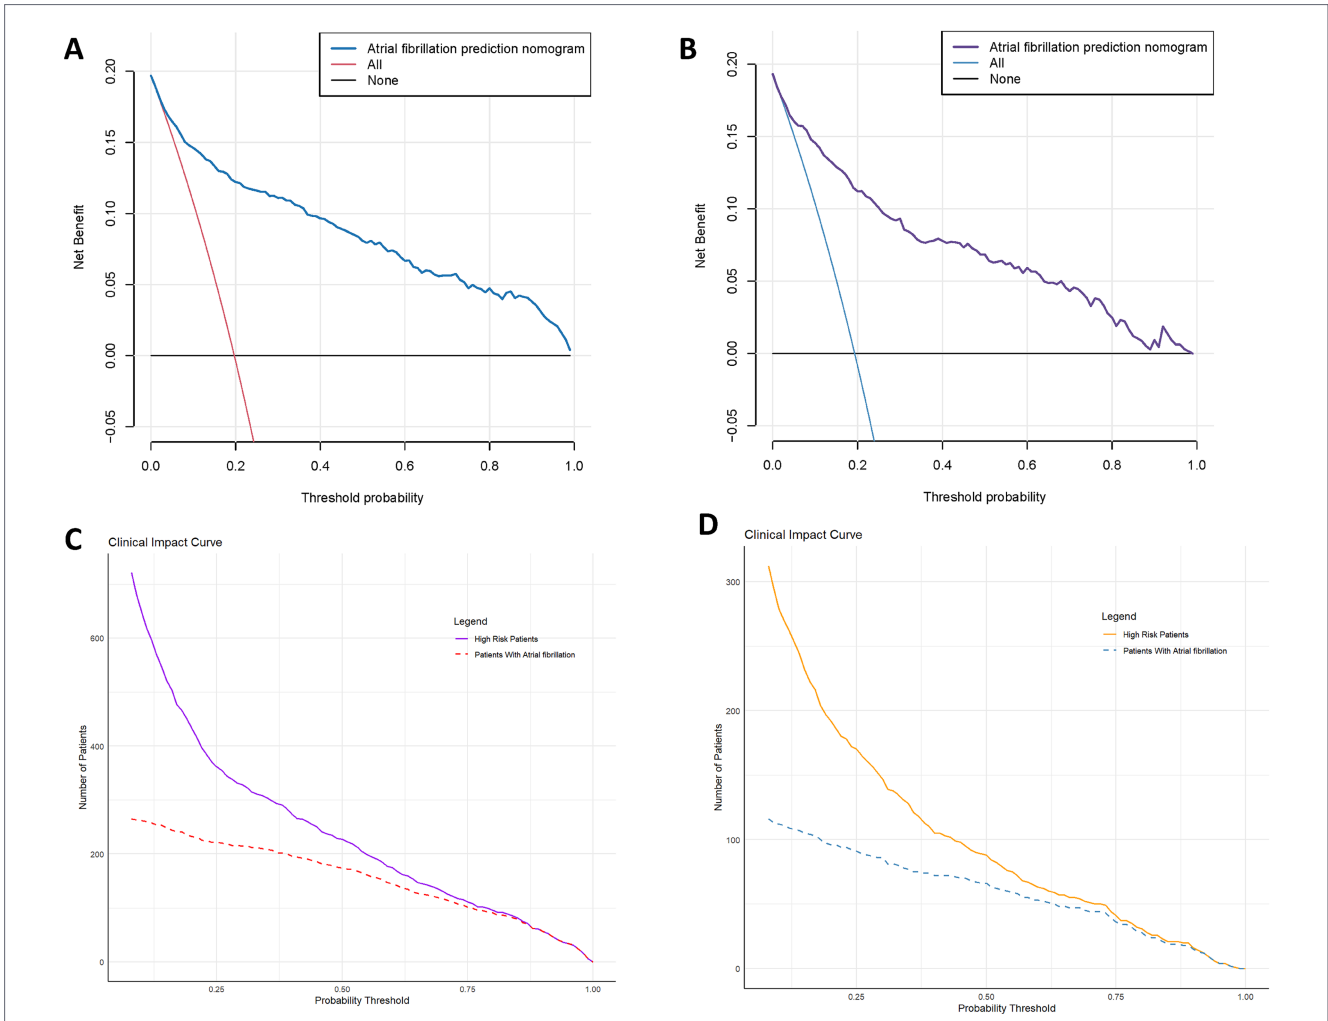 A
Atrial fibrillation prediction nomogram
All
None
Net Benefit
0.20
0.15
0.10
0.05
0.00
−0.05
0.0 0.2 0.4 0.6 0.8 1.0
Threshold probability
B
Atrial fibrillation prediction nomogram
All
None
Net Benefit
0.20
0.15
0.10
0.05
0.00
−0.05
0.0 0.2 0.4 0.6 0.8 1.0
Threshold probability
C
Clinical Impact Curve
Legend
High Risk Patients
Patients With Atrial fibrillation
Number of Patients
600
400
200
0
0.25 0.50 0.75 1.00
Probability Threshold
D
Clinical Impact Curve
Legend
High Risk Patients
Patients With Atrial fibrillation
Number of Patients
300
200
100
0
0.25 0.50 0.75 1.00
Probability Threshold